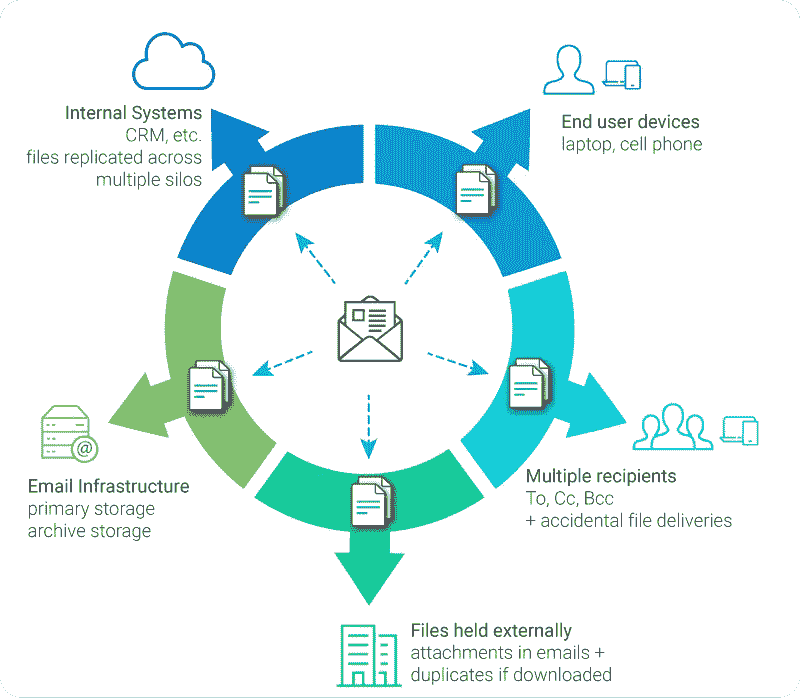 Internal Systems
CRM, etc.
files replicated across
multiple silos
End user devices
laptop, cell phone
Email Infrastructure
primary storage
archive storage
@
Multiple recipients
To, Cc, Bcc
+ accidental file deliveries
Files held externally
attachments in emails +
duplicates if downloaded